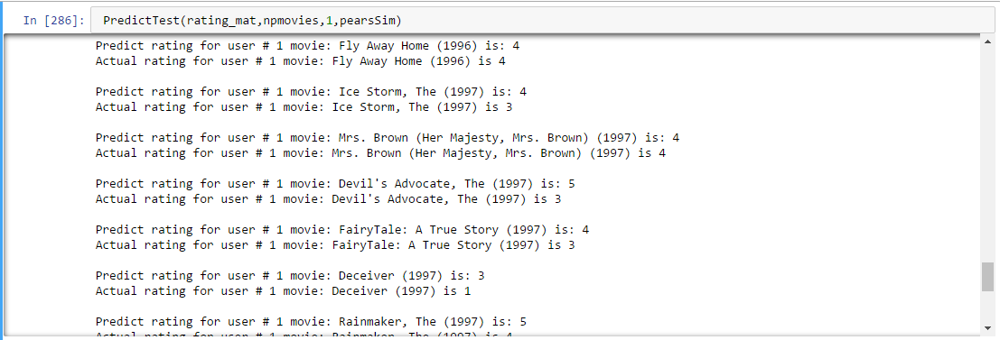 In [286]: PredictTest(rating_mat,npmovies,1,pearsSim)
Predict rating for user # 1 movie: Fly Away Home (1996) is: 4
Actual rating for user # 1 movie: Fly Away Home (1996) is 4
Predict rating for user # 1 movie: Ice Storm, The (1997) is: 4
Actual rating for user # 1 movie: Ice Storm, The (1997) is 3
Predict rating for user # 1 movie: Mrs. Brown (Her Majesty, Mrs. Brown) (1997) is: 4
Actual rating for user # 1 movie: Mrs. Brown (Her Majesty, Mrs. Brown) (1997) is 4
Predict rating for user # 1 movie: Devil's Advocate, The (1997) is: 5
Actual rating for user # 1 movie: Devil's Advocate, The (1997) is 3
Predict rating for user # 1 movie: FairyTale: A True Story (1997) is: 4
Actual rating for user # 1 movie: FairyTale: A True Story (1997) is 3
Predict rating for user # 1 movie: Deceiver (1997) is: 3
Actual rating for user # 1 movie: Deceiver (1997) is 1
Predict rating for user # 1 movie: Rainmaker, The (1997) is: 5
Actual rating for user # 1 movie: Rainmaker, The (1997) is 4